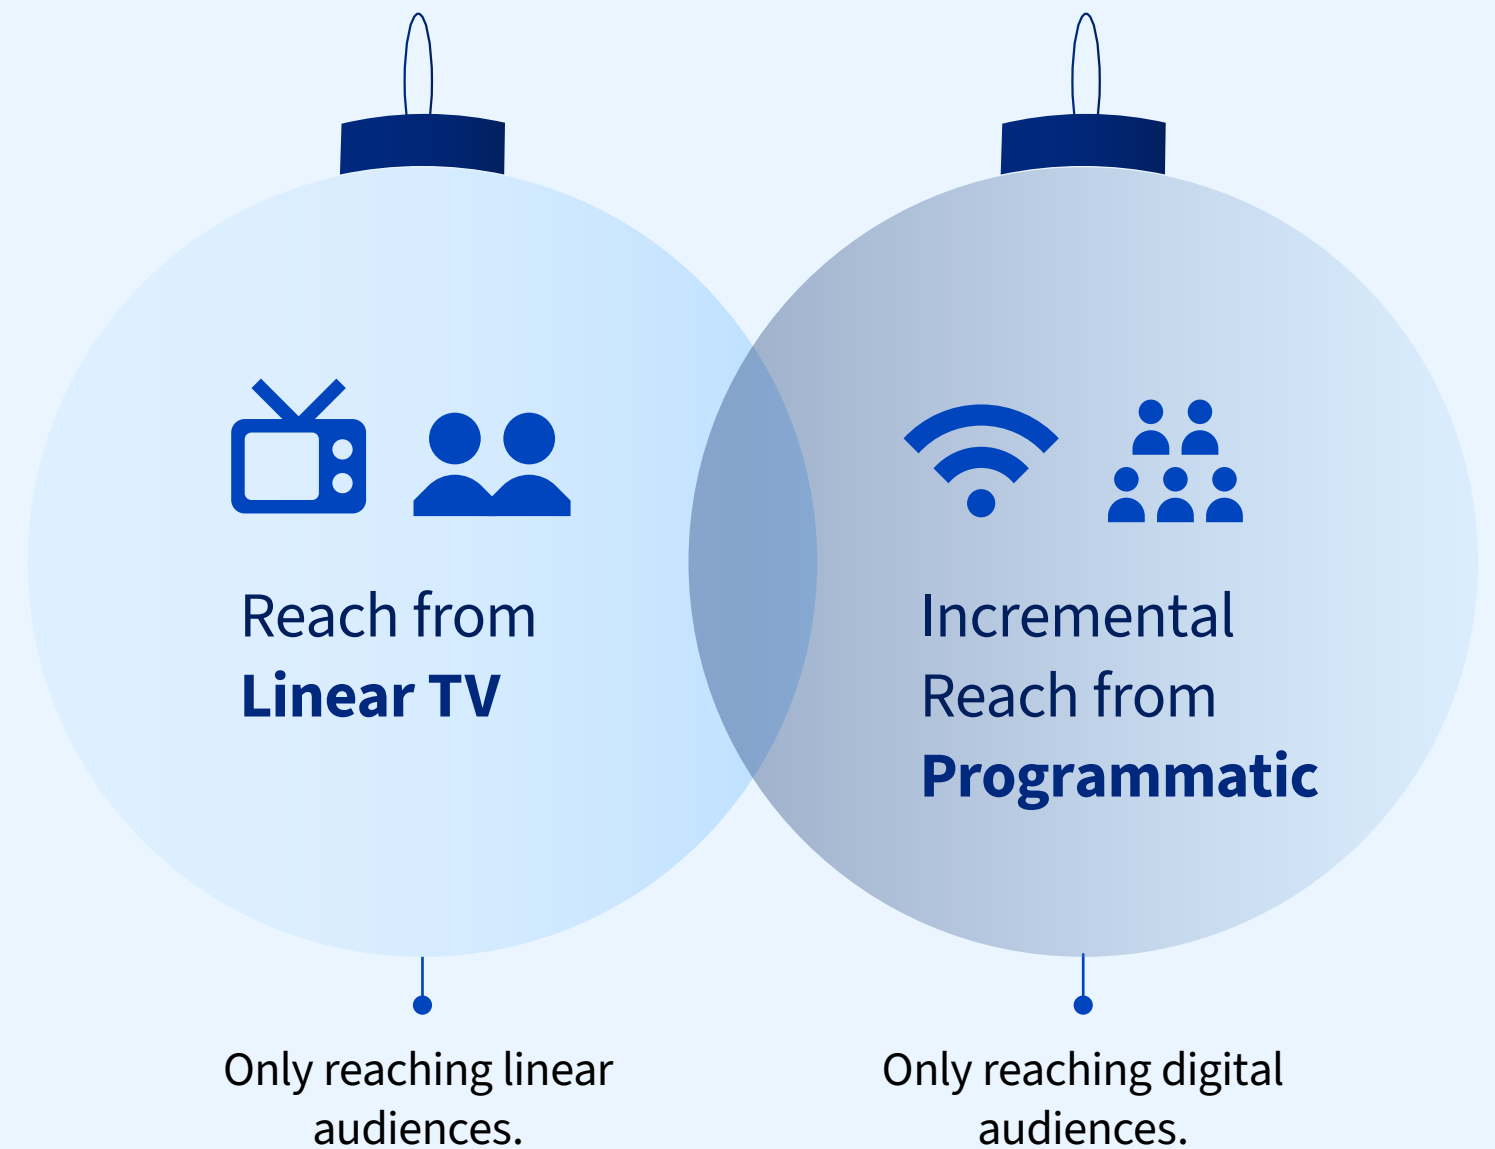 Reach from
Linear TV
Incremental
Reach from
Programmatic
Only reaching linear
audiences.
Only reaching digital
audiences.